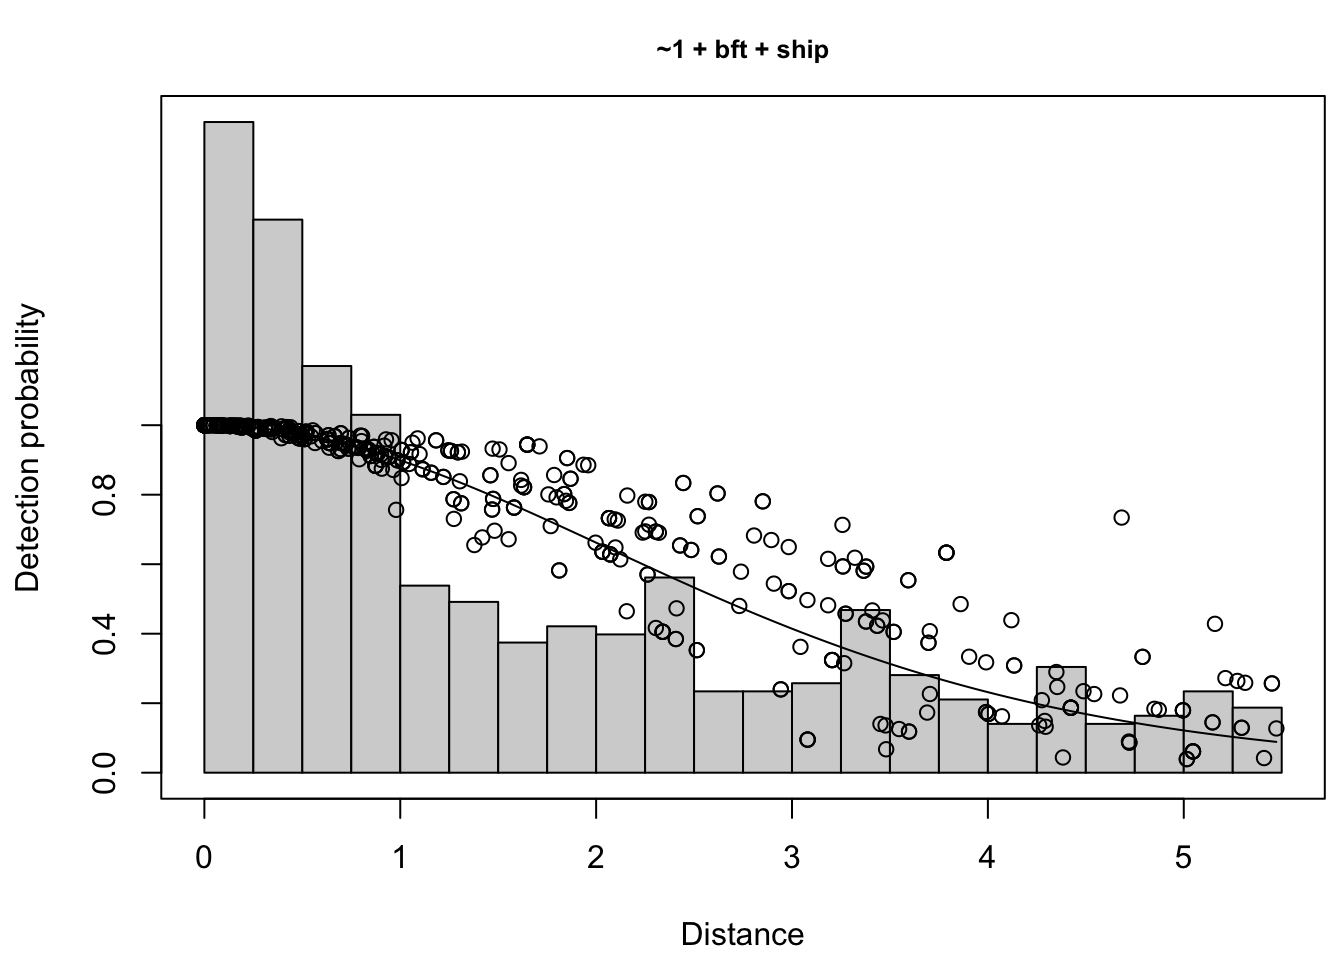 ~1 + bft + ship
Detection probability
0.8
0.4
0.0
0 1 2 3 4 5
Distance